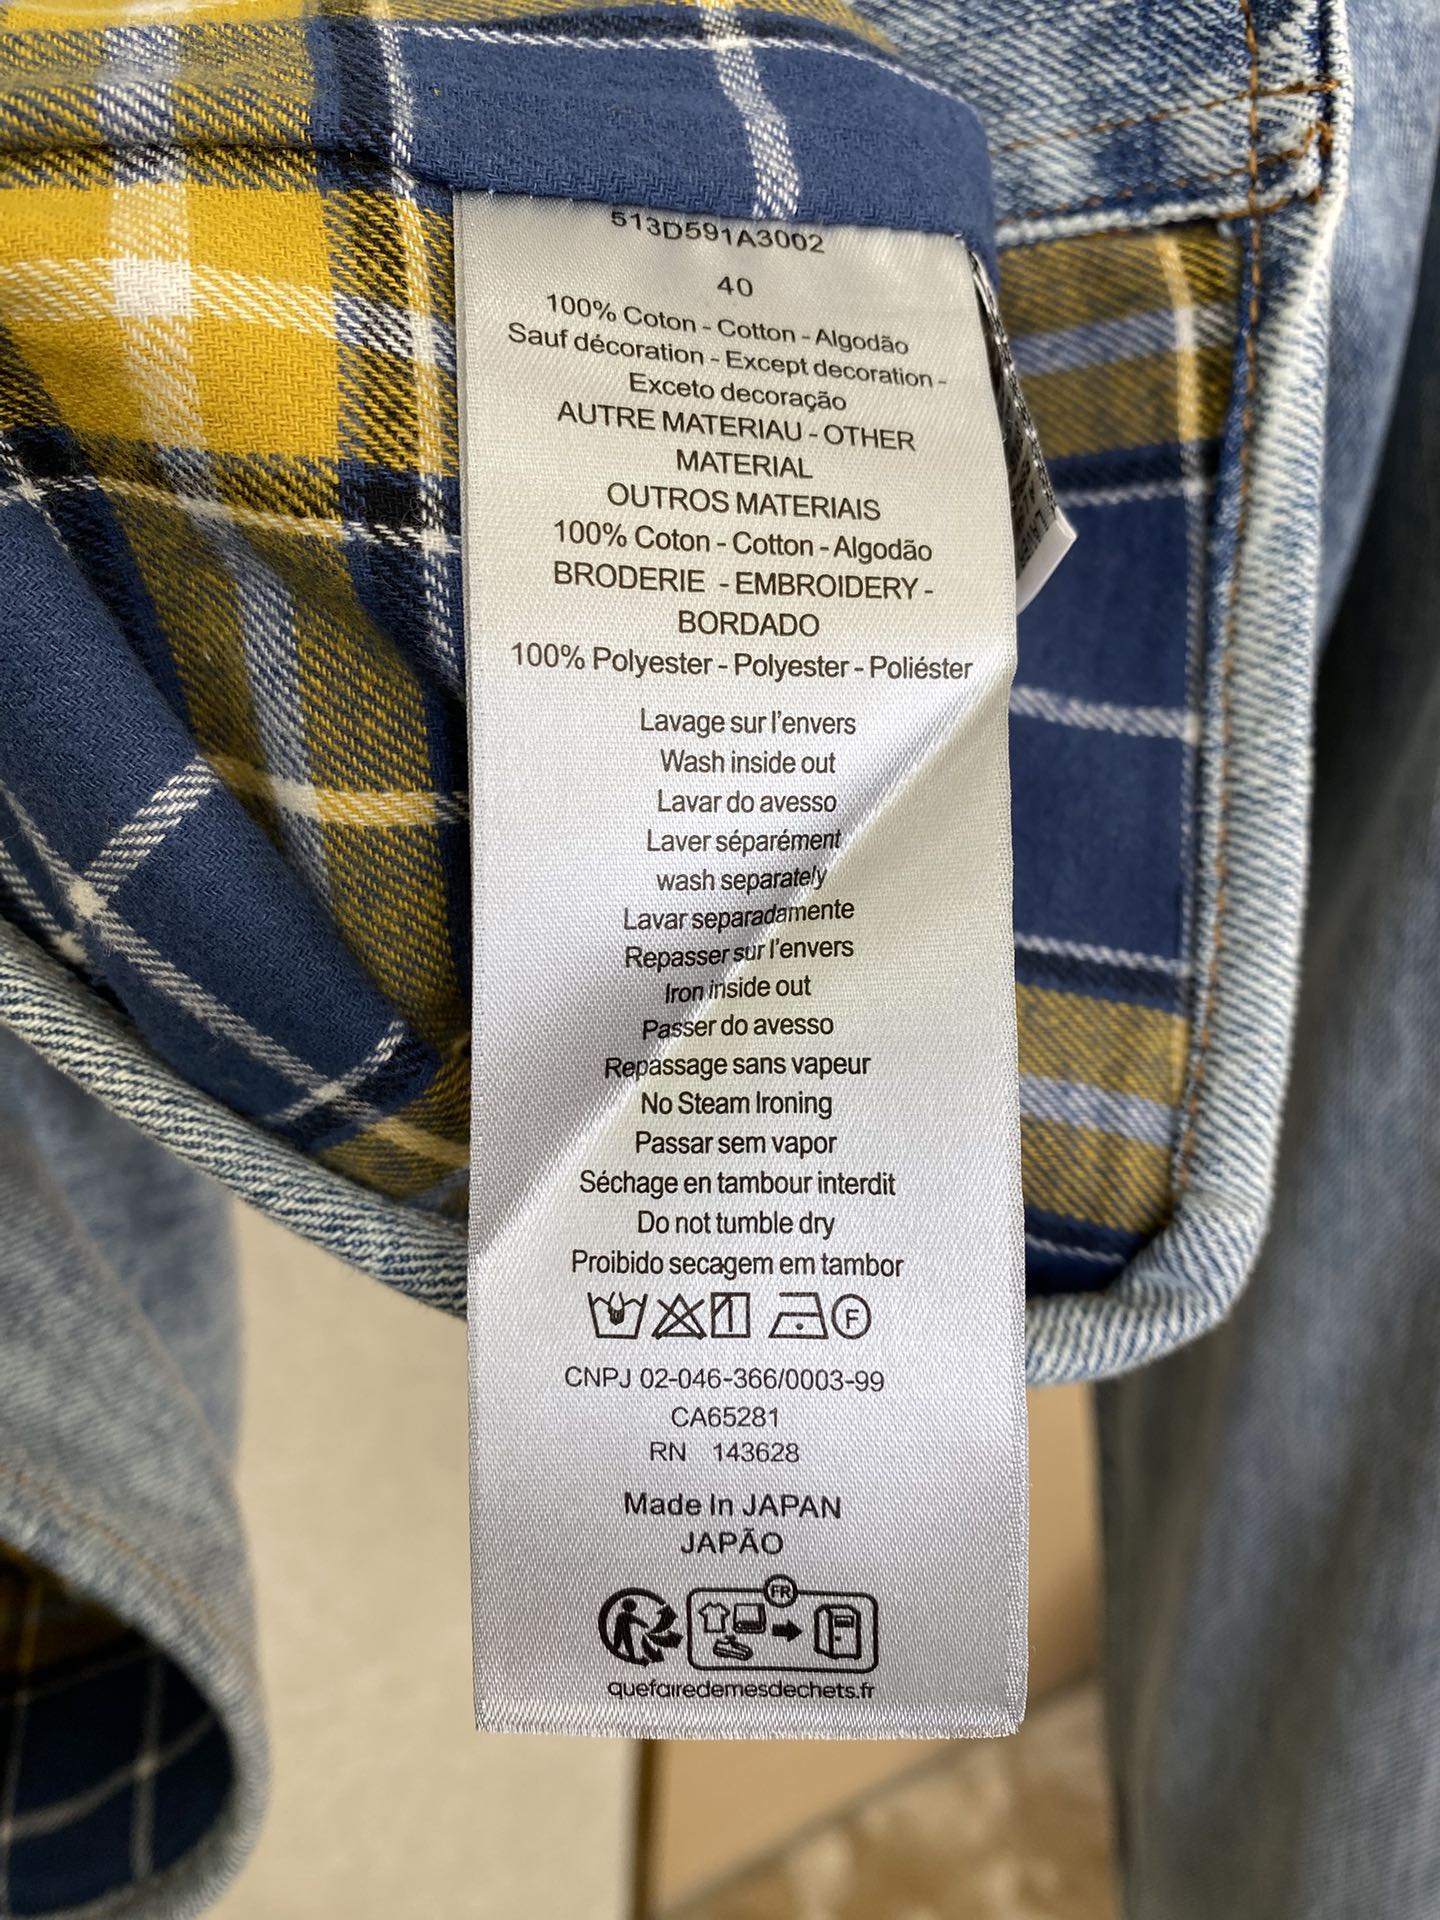 513D591A3002
40
100% Coton - Cotton - Algodão
Sauf décoration - Except decoration -
Exceto decoração
AUTRE MATERIAU - OTHER
MATERIAL
OUTROS MATERIAIS
100% Coton - Cotton - Algodão
BRODERIE - EMBROIDERY -
BORDADO
100% Polyester - Polyester - Poliéster
Lavage sur l'envers
Wash inside out
Lavar do avesso
Laver séparément
wash separately
Lavar separadamente
Repasser sur l'envers
Iron inside out
Passer do avesso
Repassage sans vapeur
No Steam Ironing
Passar sem vapor
Séchage en tambour interdit
Do not tumble dry
Proibido secagem em tambor
F
CNPJ 02-046-366/0003-99
CA65281
RN 143628
Made In JAPAN
JAPÃO
FR
quefairedemesdechets.fr